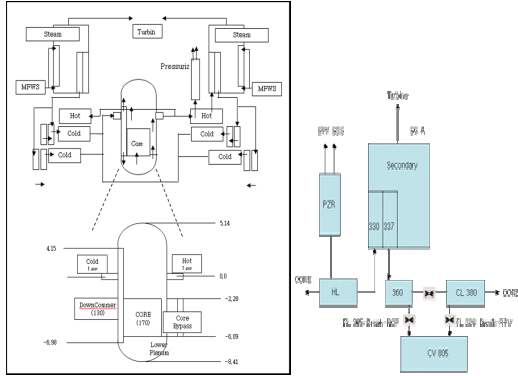 Steam
Turbin
Steam
Pressuriz
MFWS
MFWS
Hot
Hot
Cold
Cold
Core
Cold
Cold
5.14
4.15
Cold
Leg
Hot
Leg
0.0
-2.28
DownCommer
(130)
CORE
(170)
Core
Bypass
-6.09
-6.98
Lower
Plenum
-8.41
Turbine
SG A
Secondary
PZR
330
337
CORE
HL
360
CL 380
CORE
CV 805